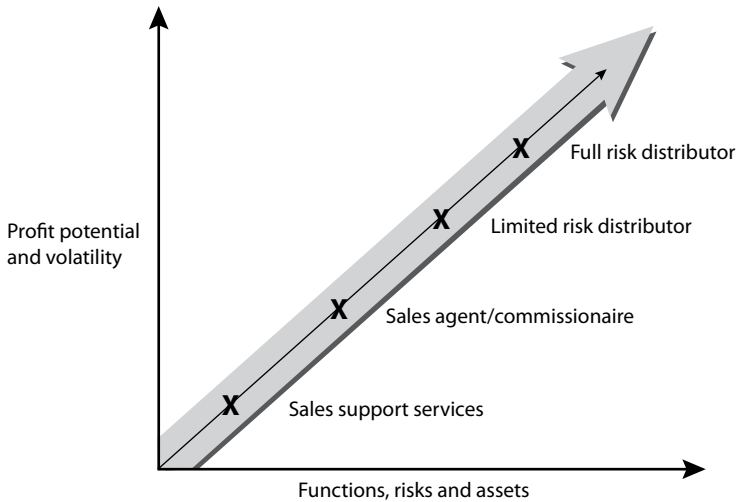 X
Full risk distributor
X
Limited risk distributor
Profit potential
and volatility
X
Sales agent/commissionaire
X
Sales support services
Functions, risks and assets